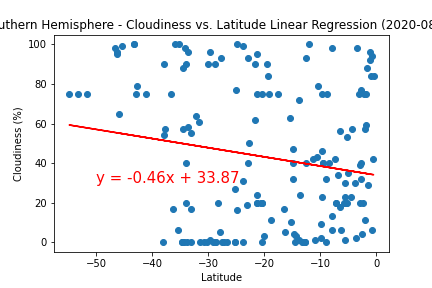 uthern Hemisphere - Cloudiness vs. Latitude Linear Regression (2020-08
100
80
60
40
20
0
Cloudiness (%)
y = -0.46x + 33.87
−50 −40 −30 −20 −10 0
Latitude